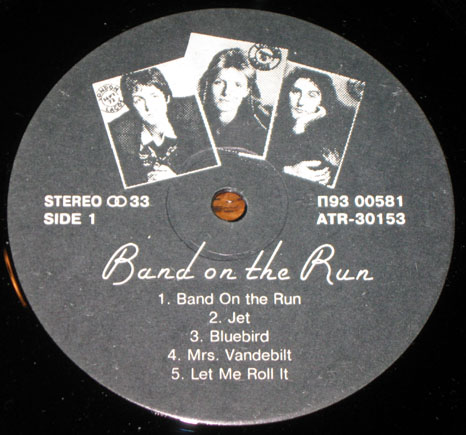 STEREO ꝏ 33
SIDE 1
П93 00581
ATR-30153
Band on the Run
1. Band On the Run
2. Jet
3. Bluebird
4. Mrs. Vandebilt
5. Let Me Roll It